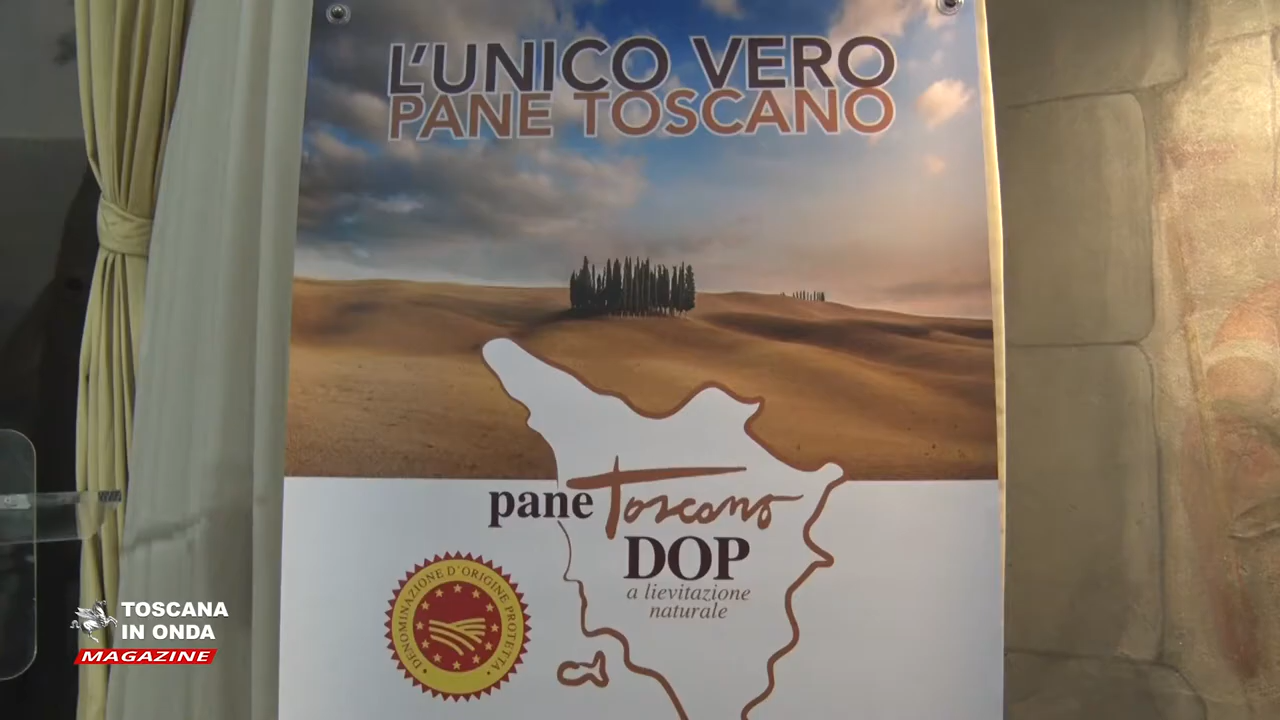 L'UNICO VERO
PANE TOSCANO
pane Toscano
DOP
a lievitazione
naturale
DENOMINAZIONE D'ORIGINE PROTETTA
TOSCANA
IN ONDA
MAGAZINE